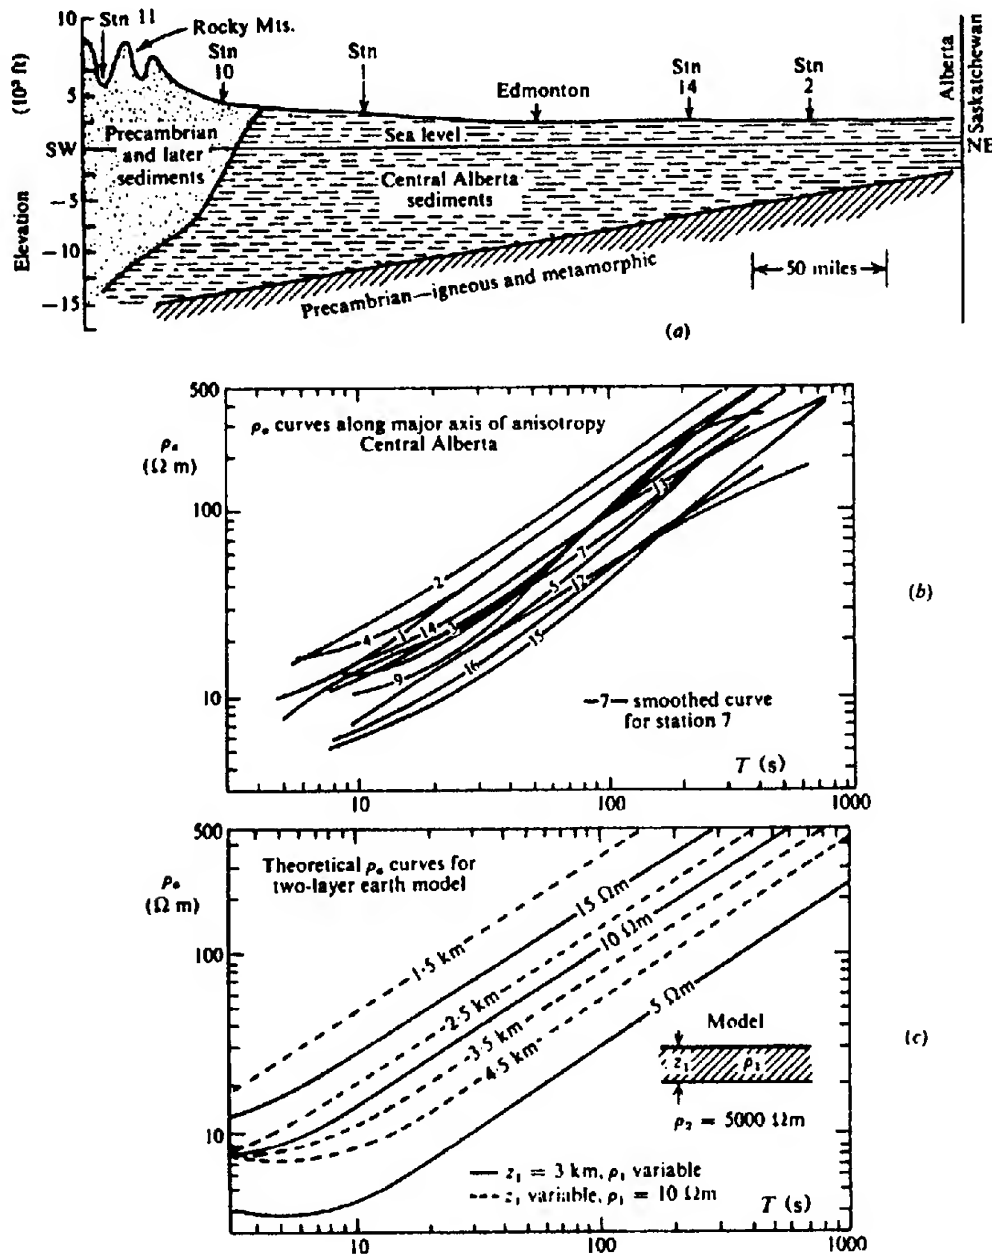 10
5
SW
−5
−10
−15
Elevation (10³ ft)
Stn 11
Rocky Mts.
Stn
10
Stn
1
Edmonton
Stn
14
Stn
2
Alberta
Saskatchewan
NE
Precambrian
and later
sediments
Sea level
Central Alberta
sediments
Precambrian—igneous and metamorphic
50 miles
(a)
500
ρₐ
(Ω m)
100
10
ρₐ curves along major axis of anisotropy
Central Alberta
2
4
1
14
3
9
16
15
12
5
7
13
—7— smoothed curve
for station 7
T (s)
10
100
1000
(b)
500
ρₐ
(Ω m)
100
10
Theoretical ρₐ curves for
two-layer earth model
1·5 km
15 Ωm
2·5 km
10 Ωm
3·5 km
4·5 km
5 Ωm
Model
z₁
ρ₁
ρ₂ = 5000 Ωm
— z₁ = 3 km, ρ₁ variable
--- z₁ variable, ρ₁ = 10 Ωm
T (s)
10
100
1000
(c)